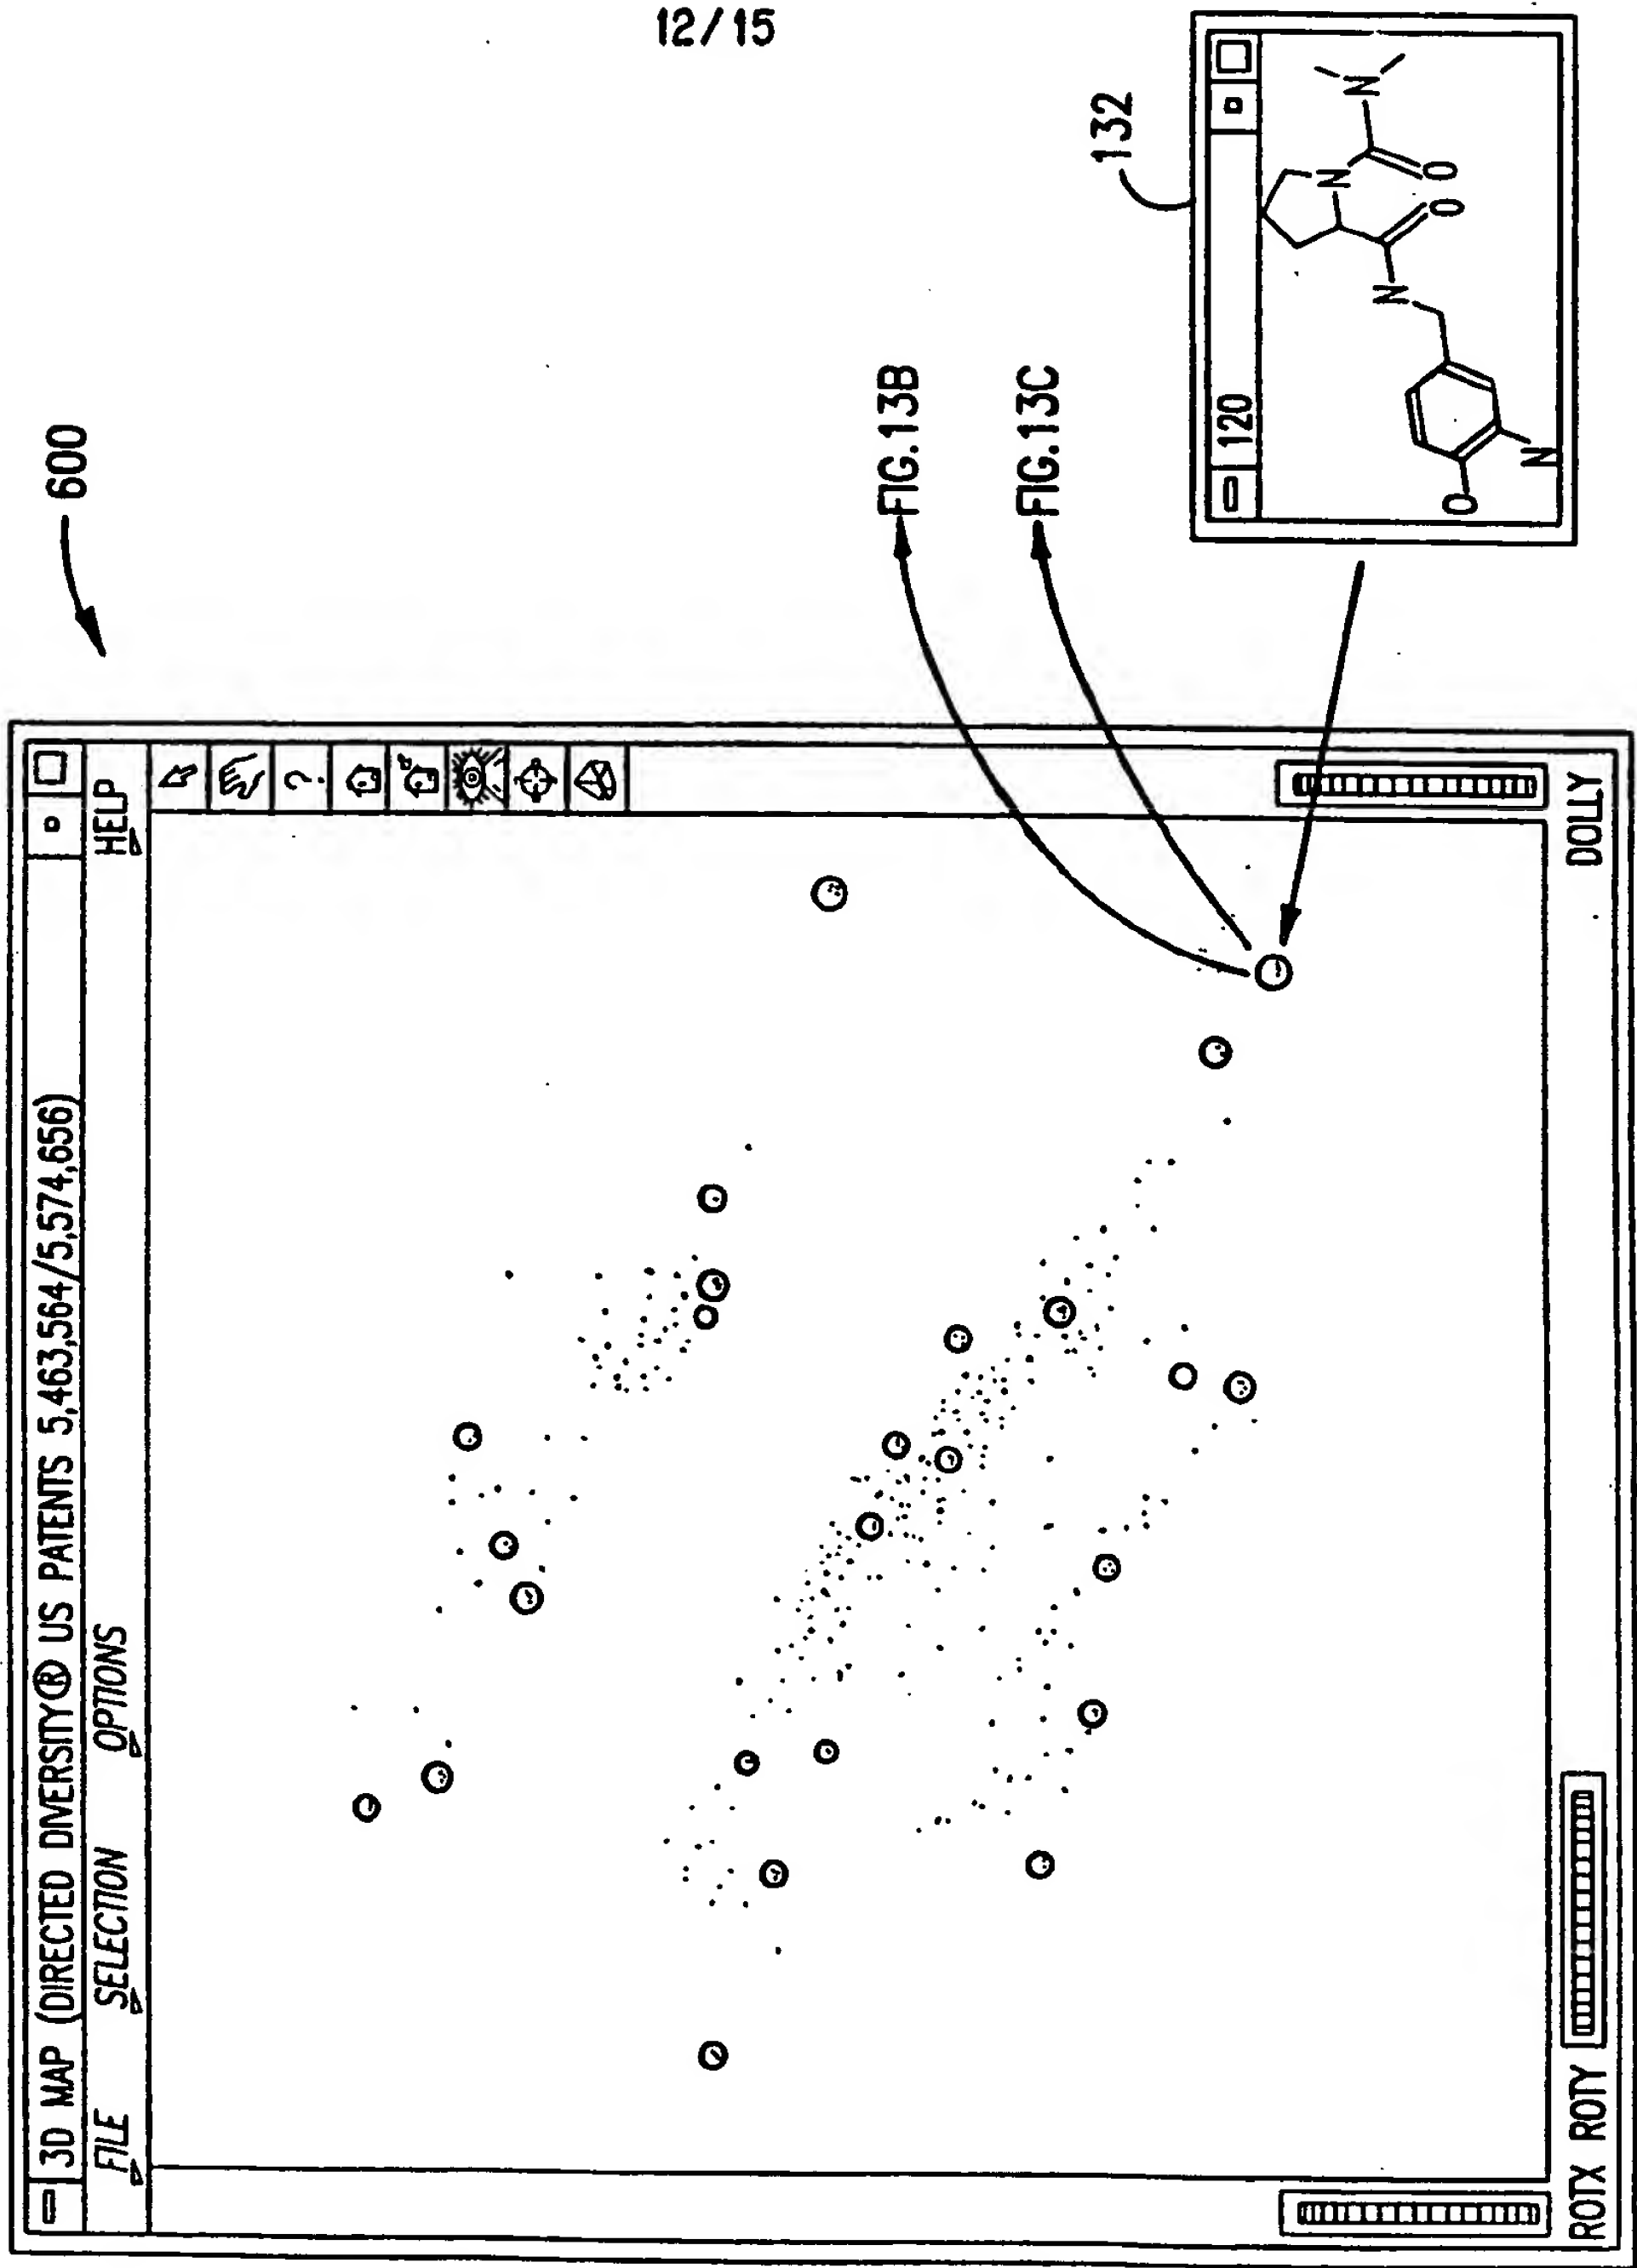 12/15
600
3D MAP (DIRECTED DIVERSITY® US PATENTS 5,463,564/5,574,656)
FILE SELECTION OPTIONS HELP
?
FIG.13B
FIG.13C
132
120
N
O
O
N
N
O
N
ROTX ROTY DOLLY